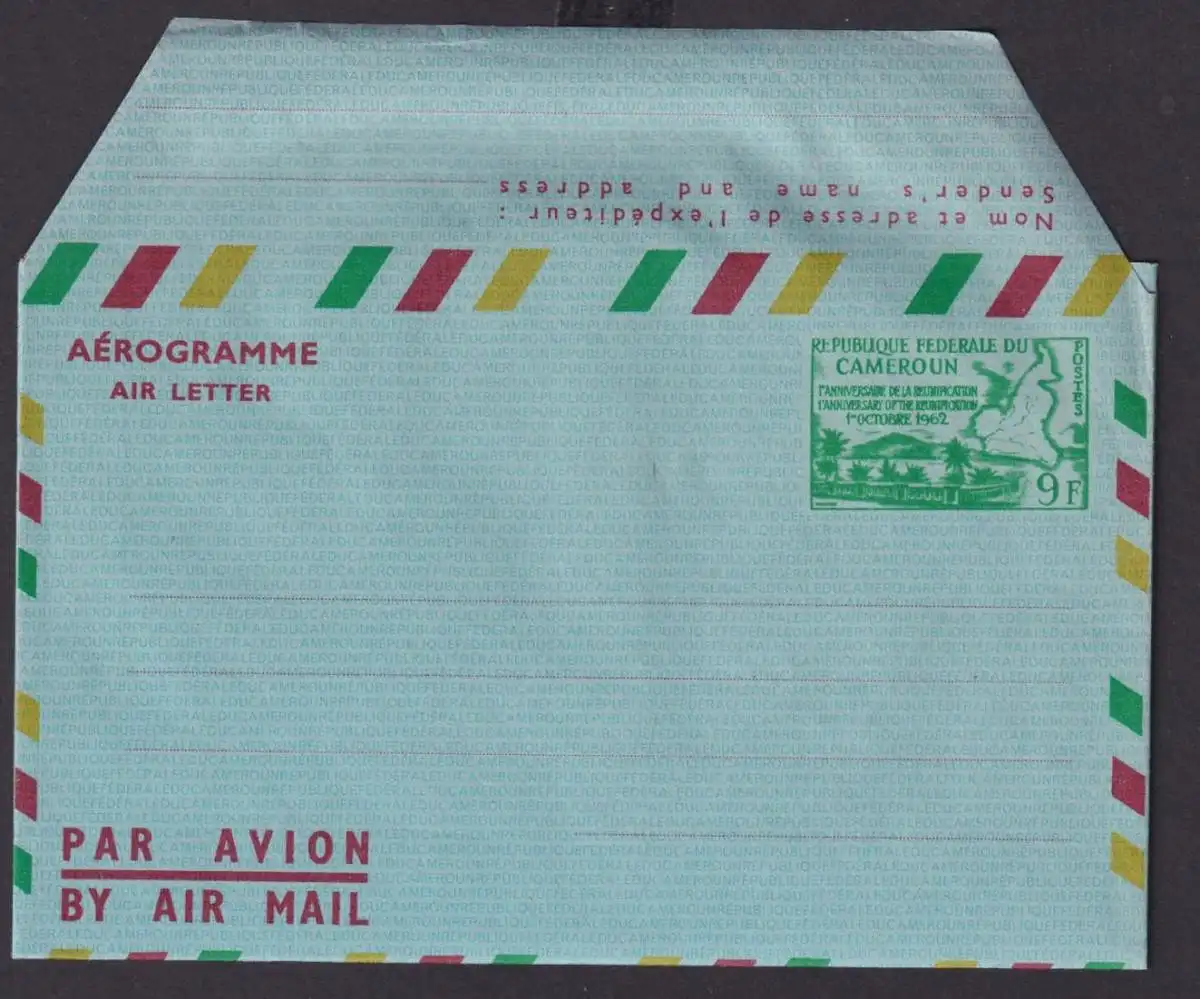 Nom et adresse de l'expéditeur :
Sender's name and address
AÉROGRAMME
AIR LETTER
REPUBLIQUE FEDERALE DU
CAMEROUN
POSTES
1ER ANNIVERSAIRE DE LA REUNIFICATION
1ST ANNIVERSARY OF THE REUNIFICATION
1er OCTOBRE 1962
9 F
PAR AVION
BY AIR MAIL